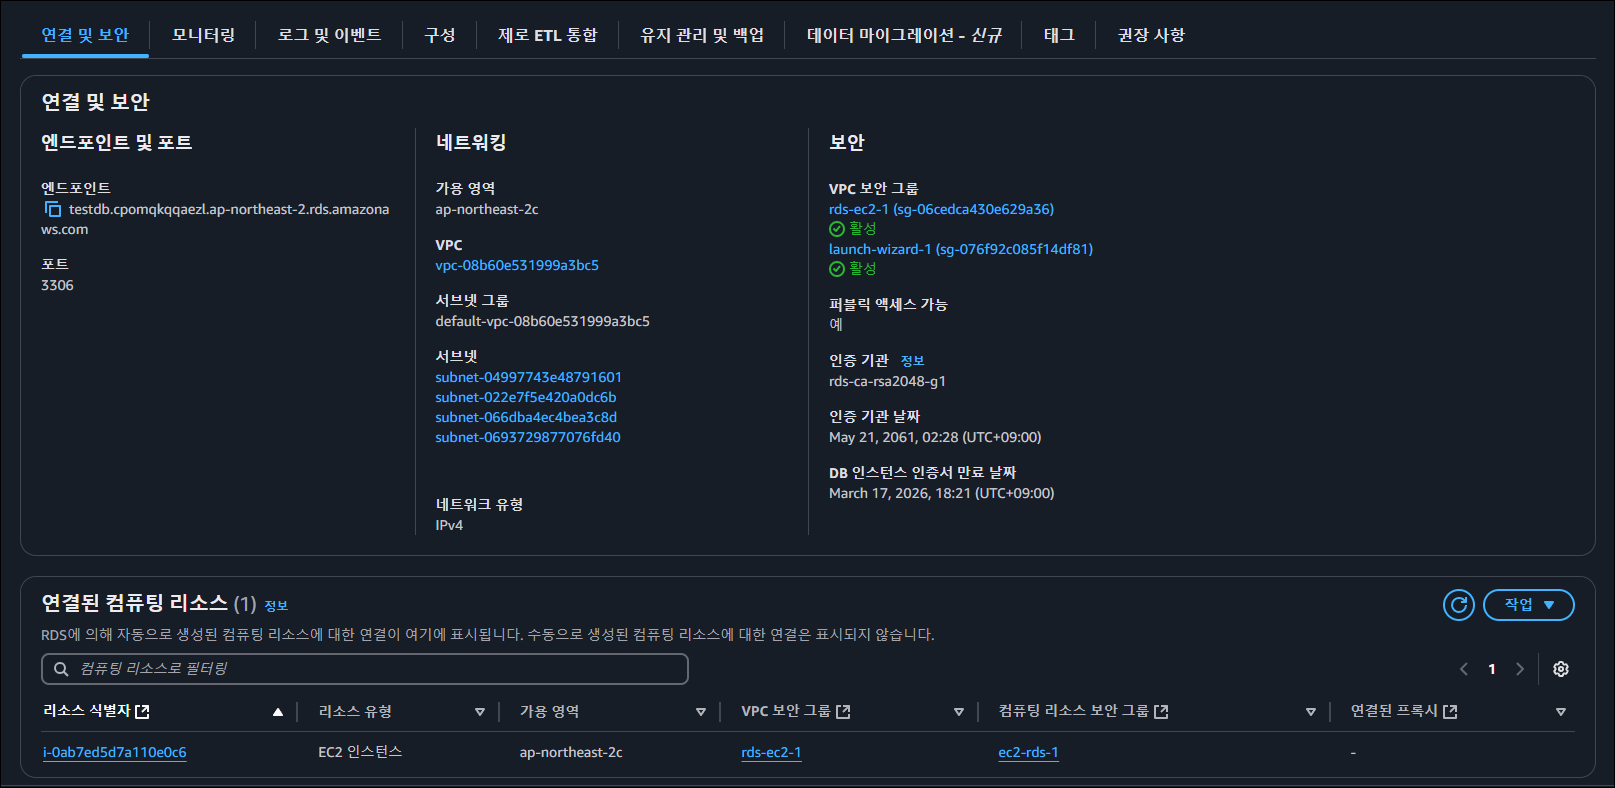 연결 및 보안
모니터링
로그 및 이벤트
구성
제로 ETL 통합
유지 관리 및 백업
데이터 마이그레이션 - 신규
태그
권장 사항
연결 및 보안
엔드포인트 및 포트
엔드포인트
testdb.cpomqkqqaezl.ap-northeast-2.rds.amazona
ws.com
포트
3306
네트워킹
가용 영역
ap-northeast-2c
VPC
vpc-08b60e531999a3bc5
서브넷 그룹
default-vpc-08b60e531999a3bc5
서브넷
subnet-04997743e48791601
subnet-022e7f5e420a0dc6b
subnet-066dba4ec4bea3c8d
subnet-0693729877076fd40
네트워크 유형
IPv4
보안
VPC 보안 그룹
rds-ec2-1 (sg-06cedca430e629a36)
활성
launch-wizard-1 (sg-076f92c085f14df81)
활성
퍼블릭 액세스 가능
예
인증 기관 정보
rds-ca-rsa2048-g1
인증 기관 날짜
May 21, 2061, 02:28 (UTC+09:00)
DB 인스턴스 인증서 만료 날짜
March 17, 2026, 18:21 (UTC+09:00)
연결된 컴퓨팅 리소스 (1) 정보
작업
RDS에 의해 자동으로 생성된 컴퓨팅 리소스에 대한 연결이 여기에 표시됩니다. 수동으로 생성된 컴퓨팅 리소스에 대한 연결은 표시되지 않습니다.
컴퓨팅 리소스로 필터링
1
리소스 식별자
리소스 유형
가용 영역
VPC 보안 그룹
컴퓨팅 리소스 보안 그룹
연결된 프록시
i-0ab7ed5d7a110e0c6
EC2 인스턴스
ap-northeast-2c
rds-ec2-1
ec2-rds-1
-